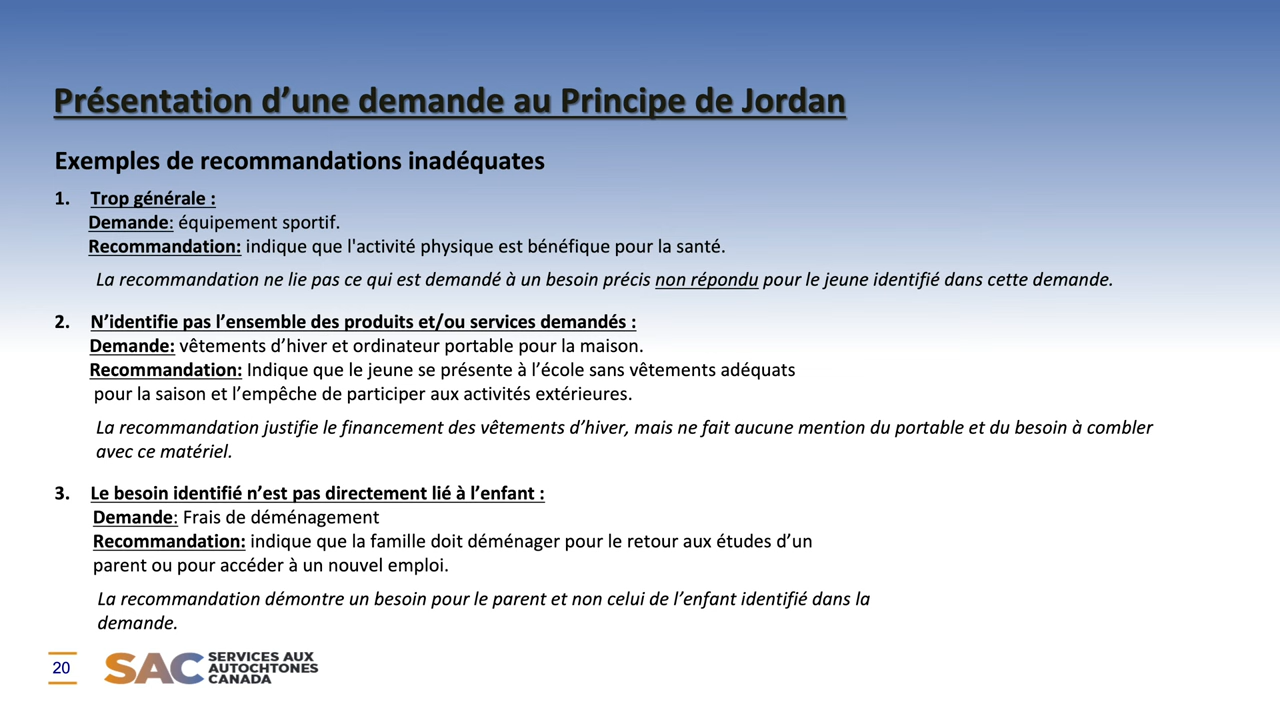 Présentation d’une demande au Principe de Jordan
Exemples de recommandations inadéquates
1. Trop générale :
Demande: équipement sportif.
Recommandation: indique que l'activité physique est bénéfique pour la santé.
La recommandation ne lie pas ce qui est demandé à un besoin précis non répondu pour le jeune identifié dans cette demande.
2. N’identifie pas l’ensemble des produits et/ou services demandés :
Demande: vêtements d’hiver et ordinateur portable pour la maison.
Recommandation: Indique que le jeune se présente à l’école sans vêtements adéquats
pour la saison et l’empêche de participer aux activités extérieures.
La recommandation justifie le financement des vêtements d’hiver, mais ne fait aucune mention du portable et du besoin à combler
avec ce matériel.
3. Le besoin identifié n’est pas directement lié à l’enfant :
Demande: Frais de déménagement
Recommandation: indique que la famille doit déménager pour le retour aux études d’un
parent ou pour accéder à un nouvel emploi.
La recommandation démontre un besoin pour le parent et non celui de l’enfant identifié dans la
demande.
20
SAC SERVICES AUX
AUTOCHTONES
CANADA